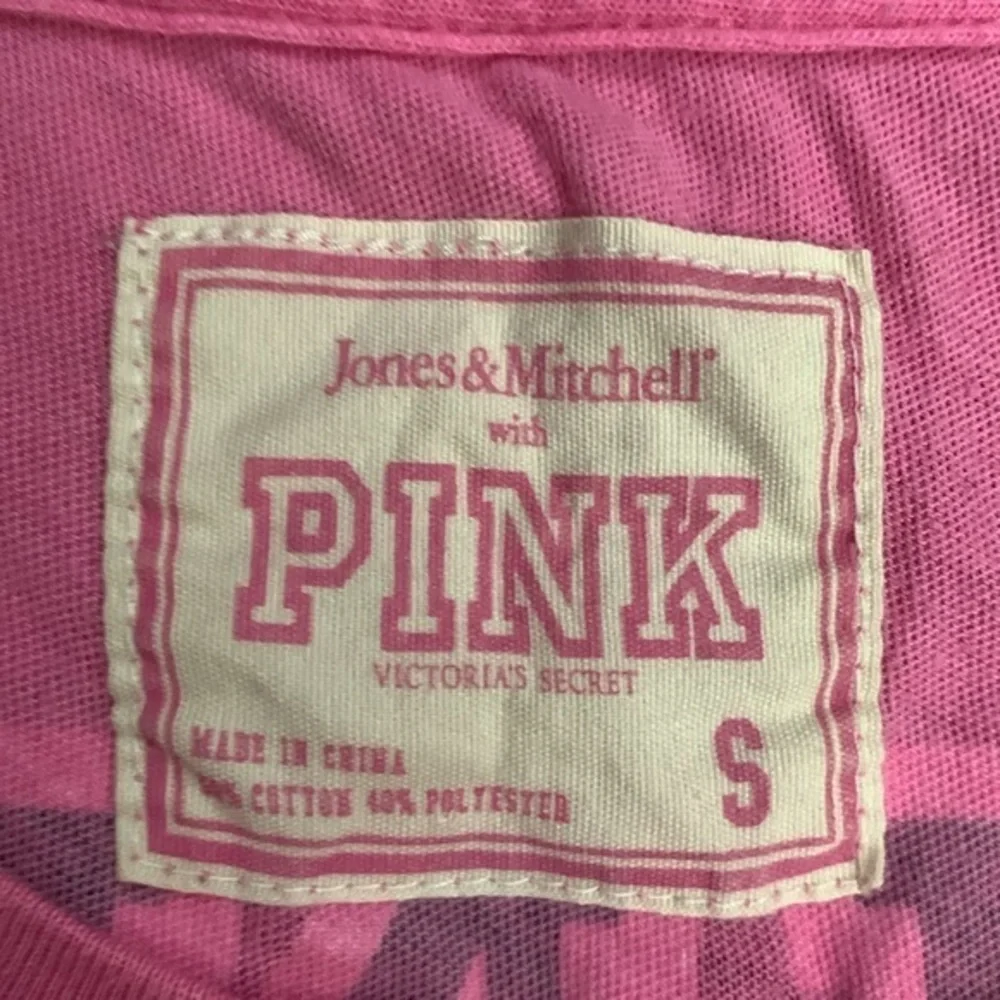 Jones&Mitchell®
with
PINK
VICTORIA'S SECRET
MADE IN CHINA
COTTON 40% POLYESTER
S